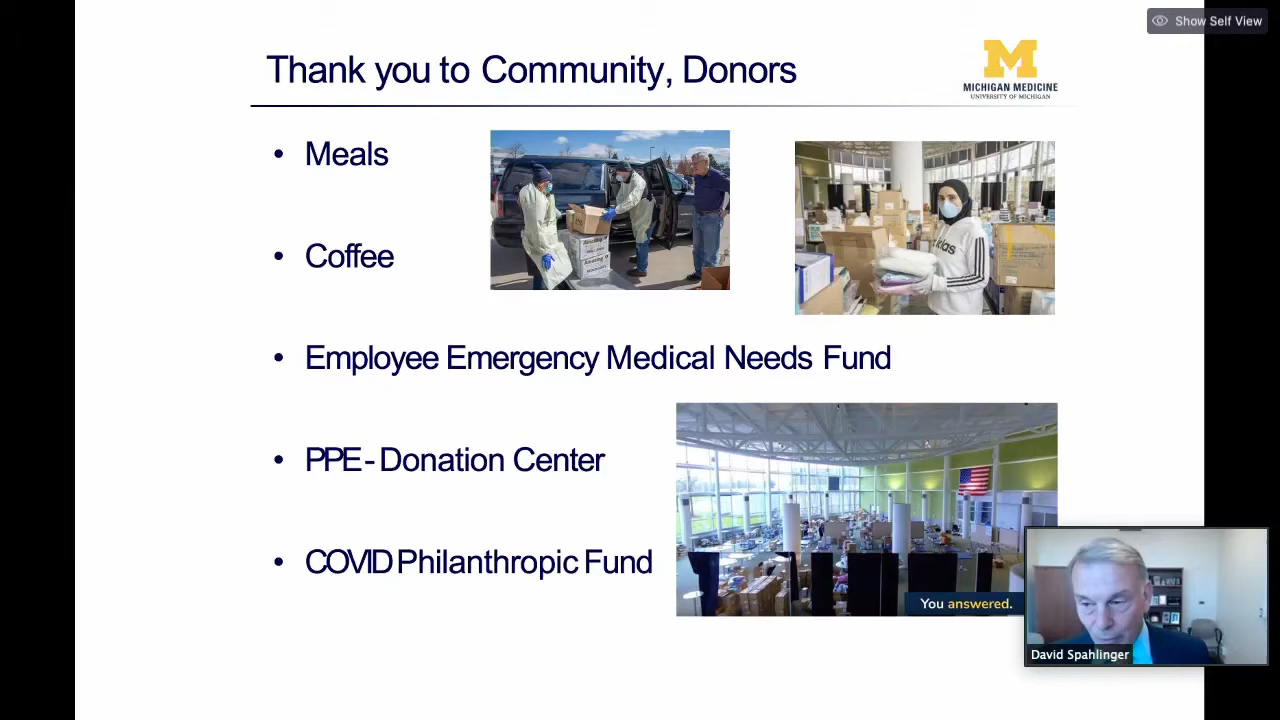 Show Self View
Thank you to Community, Donors
M
MICHIGAN MEDICINE
UNIVERSITY OF MICHIGAN
• Meals
• Coffee
• Employee Emergency Medical Needs Fund
• PPE - Donation Center
• COVID Philanthropic Fund
adidas
You answered.
David Spahlinger